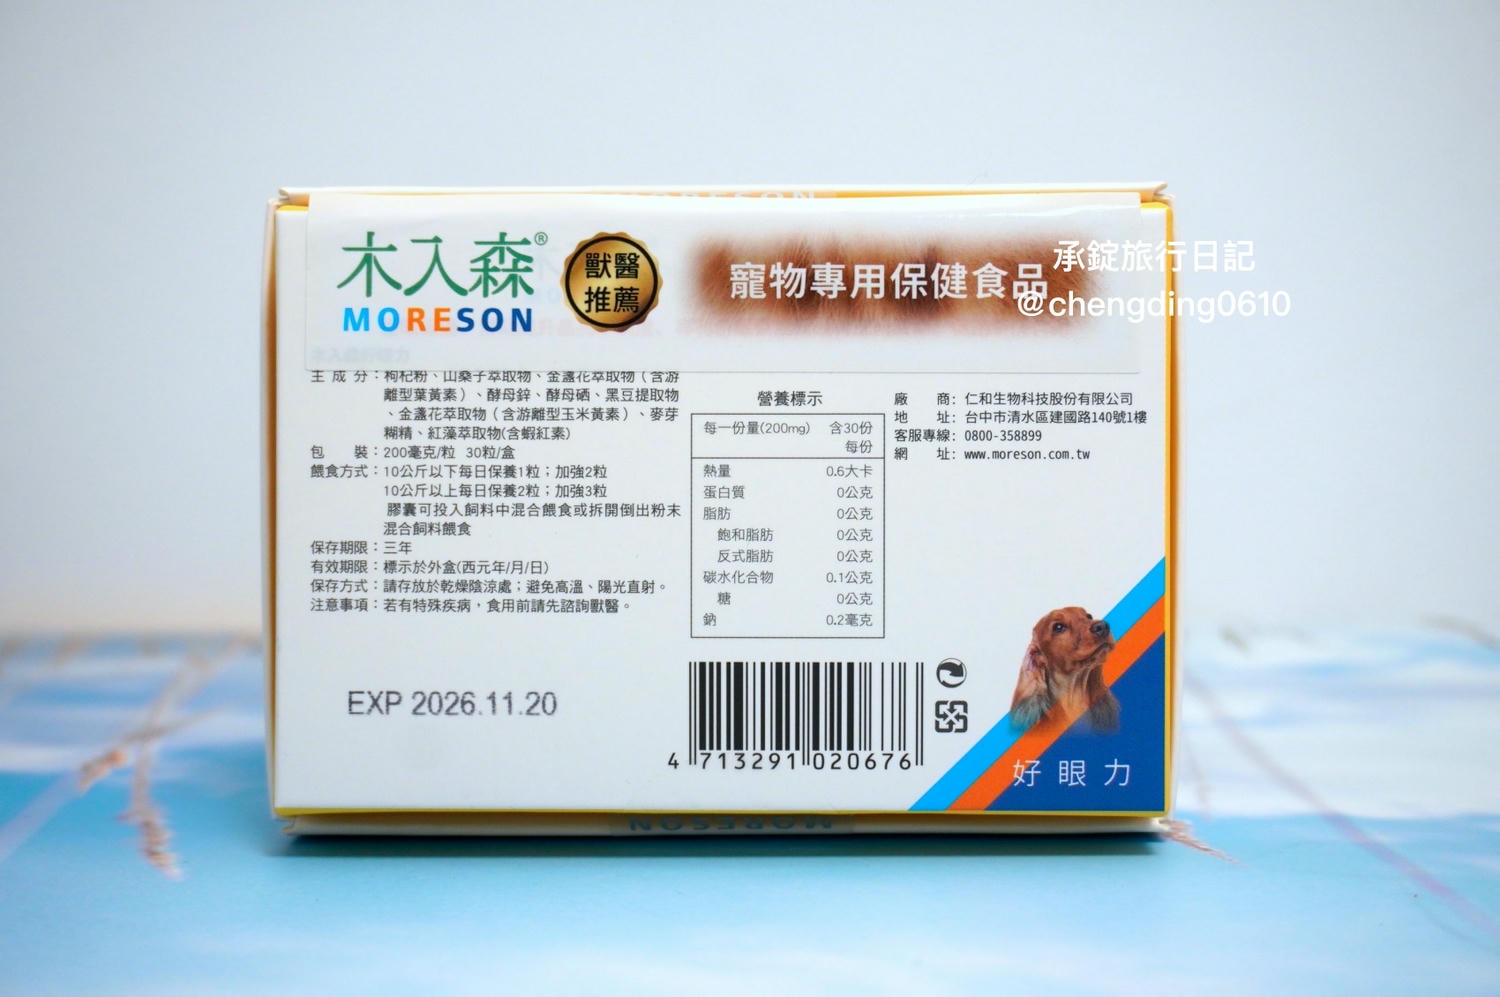 木入森®
MORESON
獸醫
推薦
寵物專用保健食品
承錠旅行日記
@chengding0610
主成分：枸杞粉、山桑子萃取物、金盞花萃取物（含游
離型葉黃素）、酵母鋅、酵母硒、黑豆提取物
、金盞花萃取物（含游離型玉米黃素）、麥芽
糊精、紅藻萃取物(含蝦紅素)
包裝：200毫克/粒 30粒/盒
餵食方式：10公斤以下每日保養1粒；加強2粒
10公斤以上每日保養2粒；加強3粒
膠囊可投入飼料中混合餵食或拆開倒出粉末
混合飼料餵食
保存期限：三年
有效期限：標示於外盒(西元年/月/日)
保存方式：請存放於乾燥陰涼處；避免高溫、陽光直射。
注意事項：若有特殊疾病，食用前請先諮詢獸醫。
EXP 2026.11.20
營養標示
每一份量(200mg) 含30份
每份
熱量 0.6大卡
蛋白質 0公克
脂肪 0公克
飽和脂肪 0公克
反式脂肪 0公克
碳水化合物 0.1公克
糖 0公克
鈉 0.2毫克
廠商：仁和生物科技股份有限公司
地址：台中市清水區建國路140號1樓
客服專線：0800-358899
網址：www.moreson.com.tw
4 713291 020676
好眼力
MORESON